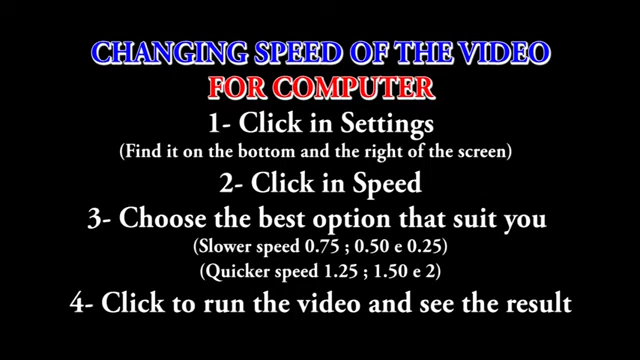 CHANGING SPEED OF THE VIDEO
FOR COMPUTER
1- Click in Settings
(Find it on the bottom and the right of the screen)
2- Click in Speed
3- Choose the best option that suit you
(Slower speed 0.75 ; 0.50 e 0.25)
(Quicker speed 1.25 ; 1.50 e 2)
4- Click to run the video and see the result